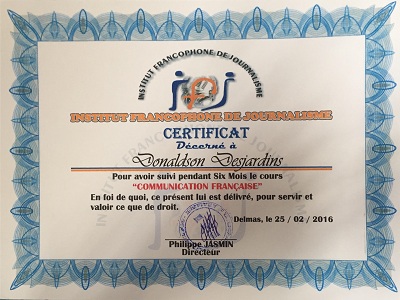 INSTITUT FRANCOPHONE DE JOURNALISME
INSTITUT FRANCOPHONE DE JOURNALISME
CERTIFICAT
Décerné à
Donaldson Desjardins
Pour avoir suivi pendant Six Mois le cours
“COMMUNICATION FRANÇAISE”
En foi de quoi, ce présent lui est délivré, pour servir et
valoir ce que de droit.
Delmas, le 25 / 02 / 2016
Philippe JASMIN
Directeur